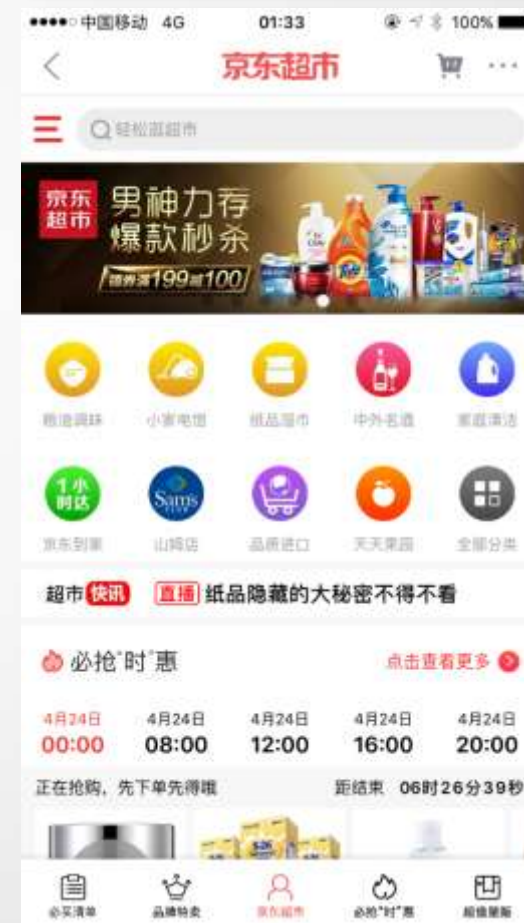 中国移动 4G 01:33 100%
京东超市
轻松逛超市
京东超市
男神力荐
爆款秒杀
领券满199减100
粮油调味 小家电馆 纸品湿巾 中外名酒 家庭清洁
1小时达 Sam's
京东到家 山姆店 品质进口 天天果园 全部分类
超市 快讯 直播 纸品隐藏的大秘密不得不看
必抢"时"惠 点击查看更多
4月24日 4月24日 4月24日 4月24日 4月24日
00:00 08:00 12:00 16:00 20:00
正在抢购，先下单先得哦 距结束 06时26分39秒
必买清单 品牌特卖 京东超市 必抢"时"惠 超值量贩